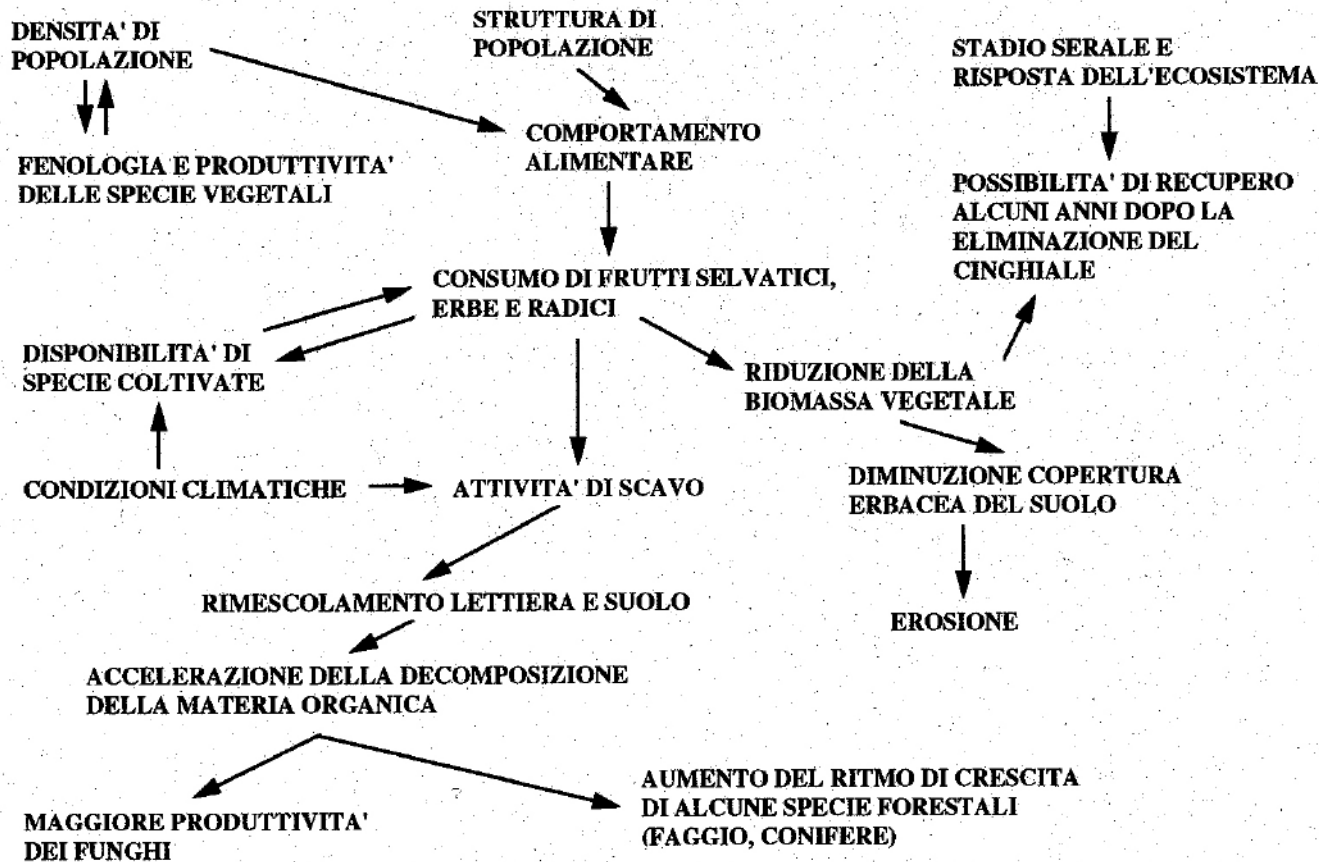 DENSITA' DI
POPOLAZIONE
STRUTTURA DI
POPOLAZIONE
STADIO SERALE E
RISPOSTA DELL'ECOSISTEMA
FENOLOGIA E PRODUTTIVITA'
DELLE SPECIE VEGETALI
COMPORTAMENTO
ALIMENTARE
POSSIBILITA' DI RECUPERO
ALCUNI ANNI DOPO LA
ELIMINAZIONE DEL
CINGHIALE
CONSUMO DI FRUTTI SELVATICI,
ERBE E RADICI
DISPONIBILITA' DI
SPECIE COLTIVATE
RIDUZIONE DELLA
BIOMASSA VEGETALE
CONDIZIONI CLIMATICHE
ATTIVITA' DI SCAVO
DIMINUZIONE COPERTURA
ERBACEA DEL SUOLO
RIMESCOLAMENTO LETTIERA E SUOLO
EROSIONE
ACCELERAZIONE DELLA DECOMPOSIZIONE
DELLA MATERIA ORGANICA
MAGGIORE PRODUTTIVITA'
DEI FUNGHI
AUMENTO DEL RITMO DI CRESCITA
DI ALCUNE SPECIE FORESTALI
(FAGGIO, CONIFERE)